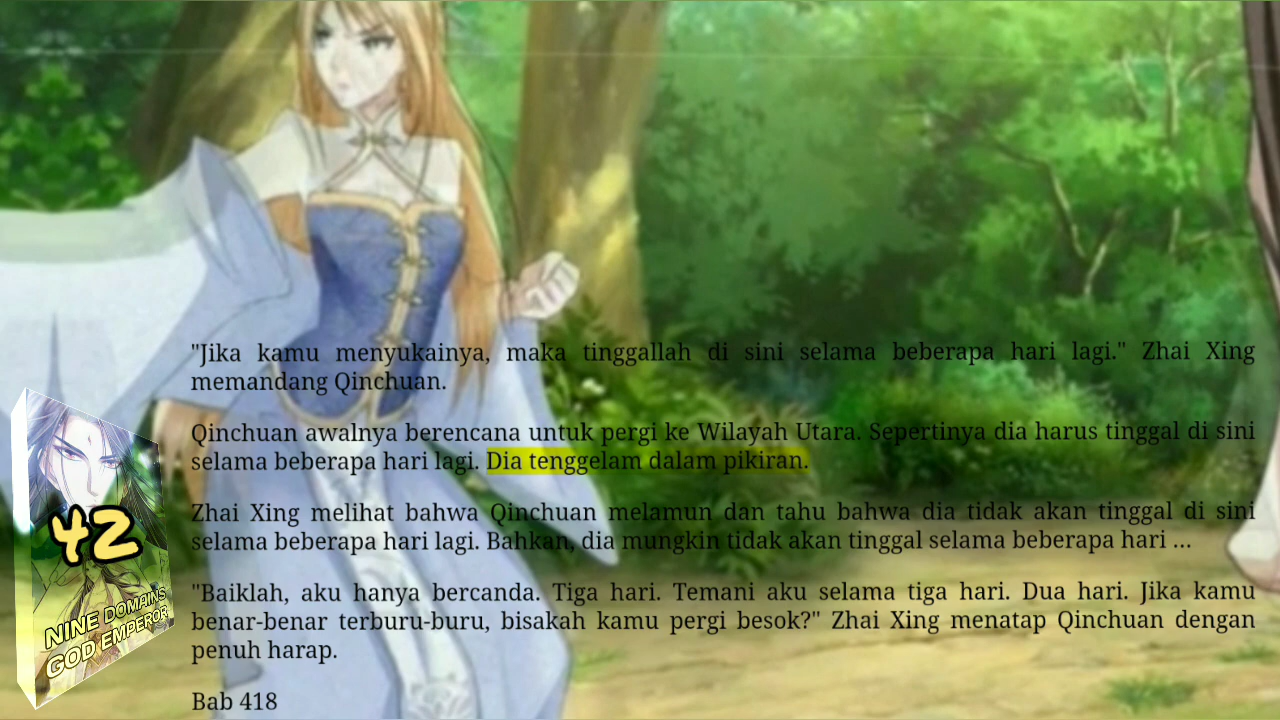 "Jika kamu menyukainya, maka tinggallah di sini selama beberapa hari lagi." Zhai Xing
memandang Qinchuan.
Qinchuan awalnya berencana untuk pergi ke Wilayah Utara. Sepertinya dia harus tinggal di sini
selama beberapa hari lagi. Dia tenggelam dalam pikiran.
Zhai Xing melihat bahwa Qinchuan melamun dan tahu bahwa dia tidak akan tinggal di sini
selama beberapa hari lagi. Bahkan, dia mungkin tidak akan tinggal selama beberapa hari ...
"Baiklah, aku hanya bercanda. Tiga hari. Temani aku selama tiga hari. Dua hari. Jika kamu
benar-benar terburu-buru, bisakah kamu pergi besok?" Zhai Xing menatap Qinchuan dengan
penuh harap.
Bab 418
42
NINE DOMAINS
GOD EMPEROR